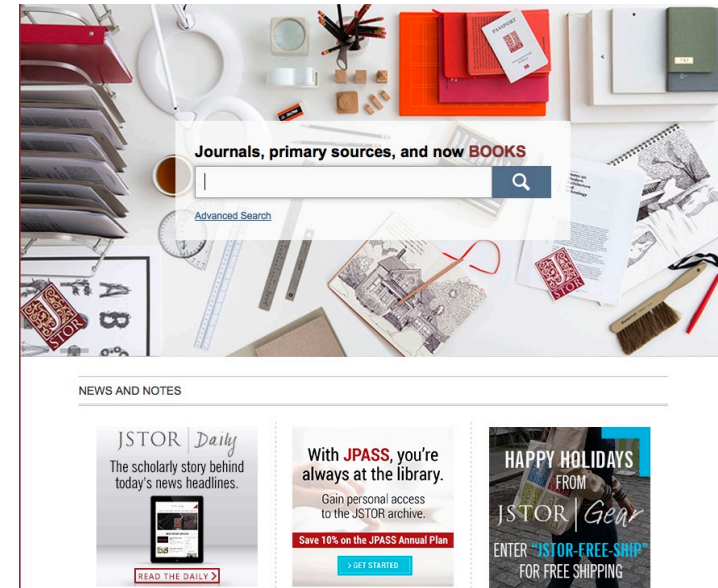 PASSPORT
Journals, primary sources, and now BOOKS
Advanced Search
J
STOR
J
STOR
NEWS AND NOTES
JSTOR | Daily
The scholarly story behind
today's news headlines.
READ THE DAILY >
With JPASS, you're
always at the library.
Gain personal access
to the JSTOR archive.
Save 10% on the JPASS Annual Plan
> GET STARTED
HAPPY HOLIDAYS
FROM
JSTOR | Gear
ENTER "JSTOR-FREE-SHIP"
FOR FREE SHIPPING